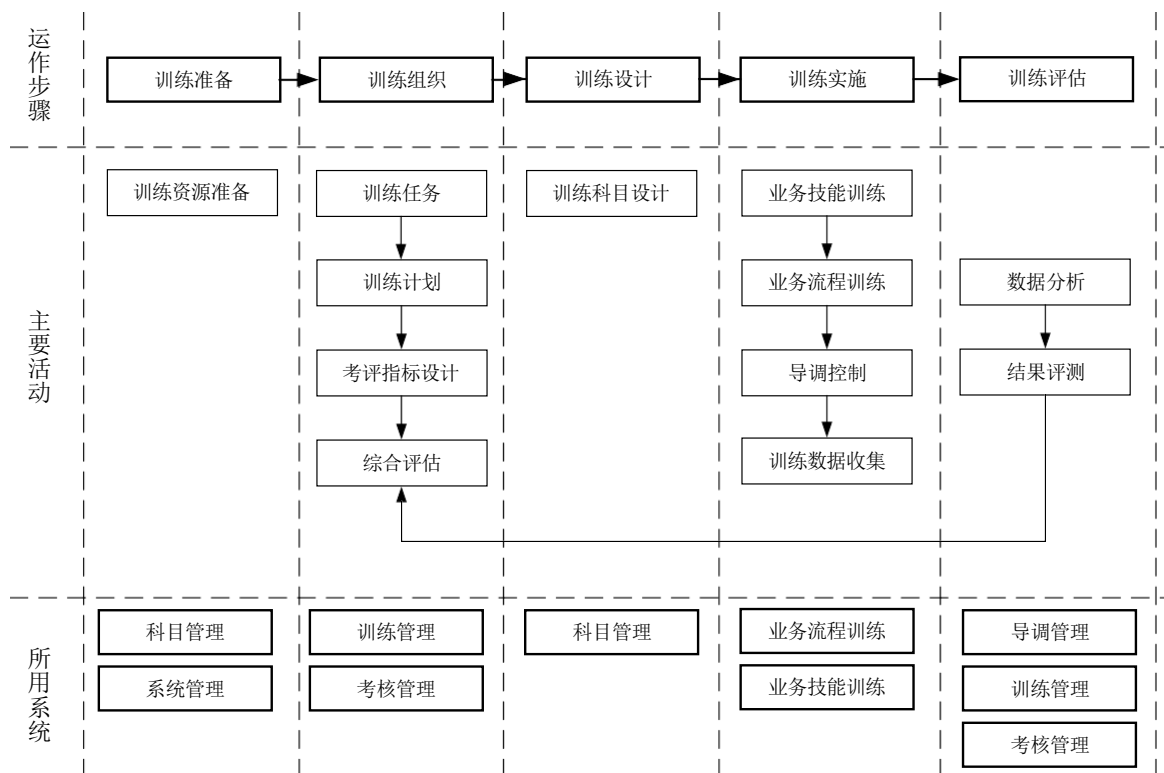 运作步骤
训练准备
训练组织
训练设计
训练实施
训练评估
主要活动
训练资源准备
训练任务
训练科目设计
业务技能训练
训练计划
业务流程训练
数据分析
考评指标设计
导调控制
结果评测
综合评估
训练数据收集
所用系统
科目管理
训练管理
科目管理
业务流程训练
导调管理
系统管理
考核管理
业务技能训练
训练管理
考核管理